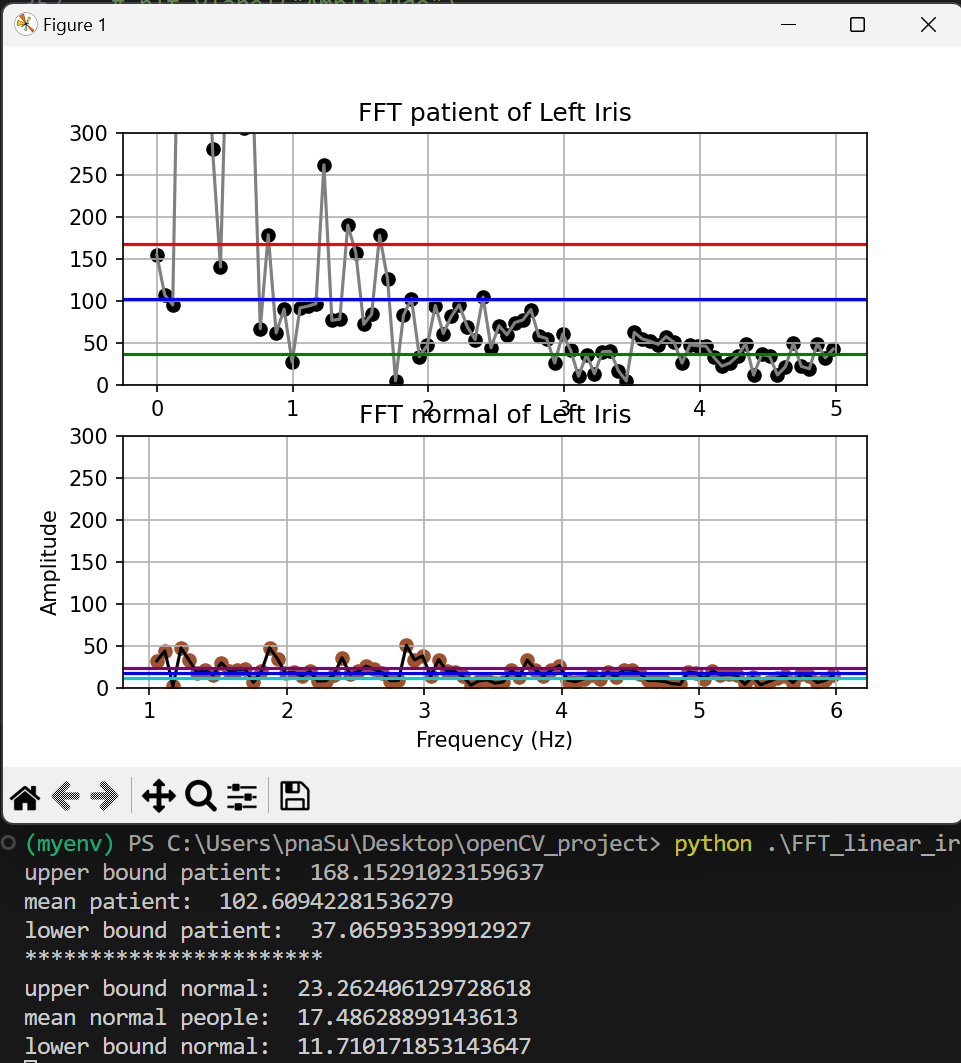 Figure 1
FFT patient of Left Iris
300
250
200
150
100
50
0
0 1 2 3 4 5
FFT normal of Left Iris
300
250
200
150
100
50
0
Amplitude
1 2 3 4 5 6
Frequency (Hz)
(myenv) PS C:\Users\pnaSu\Desktop\openCV_project> python .\FFT_linear_ir
upper bound patient:  168.15291023159637
mean patient:  102.60942281536279
lower bound patient:  37.06593539912927
***********************
upper bound normal:  23.262406129728618
mean normal people:  17.48628899143613
lower bound normal:  11.710171853143647